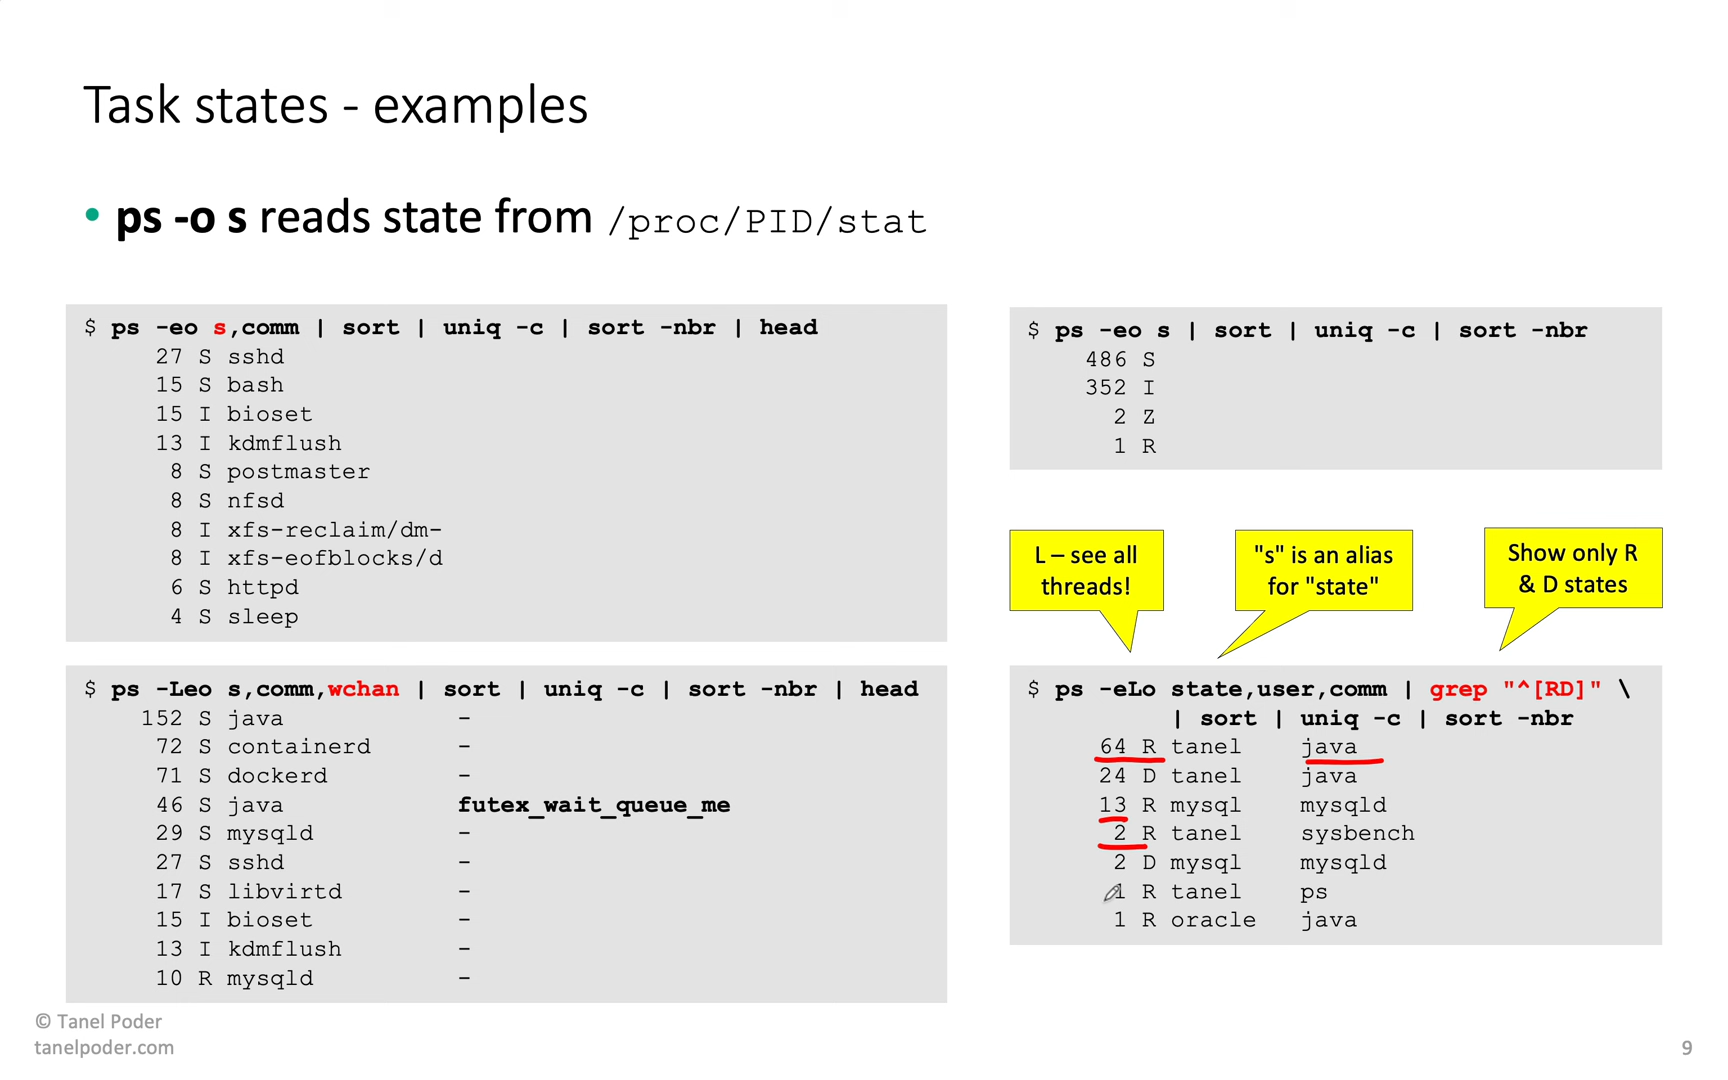 Task states - examples
• ps -o s reads state from /proc/PID/stat
$ ps -eo s,comm | sort | uniq -c | sort -nbr | head
27 S sshd
15 S bash
15 I bioset
13 I kdmflush
8 S postmaster
8 S nfsd
8 I xfs-reclaim/dm-
8 I xfs-eofblocks/d
6 S httpd
4 S sleep
$ ps -eo s | sort | uniq -c | sort -nbr
486 S
352 I
2 Z
1 R
$ ps -Leo s,comm,wchan | sort | uniq -c | sort -nbr | head
152 S java -
72 S containerd -
71 S dockerd -
46 S java futex_wait_queue_me
29 S mysqld -
27 S sshd -
17 S libvirtd -
15 I bioset -
13 I kdmflush -
10 R mysqld -
L – see all
threads!
"s" is an alias
for "state"
Show only R
& D states
$ ps -eLo state,user,comm | grep "^[RD]" \
| sort | uniq -c | sort -nbr
64 R tanel java
24 D tanel java
13 R mysql mysqld
2 R tanel sysbench
2 D mysql mysqld
1 R tanel ps
1 R oracle java
© Tanel Poder
tanelpoder.com
9